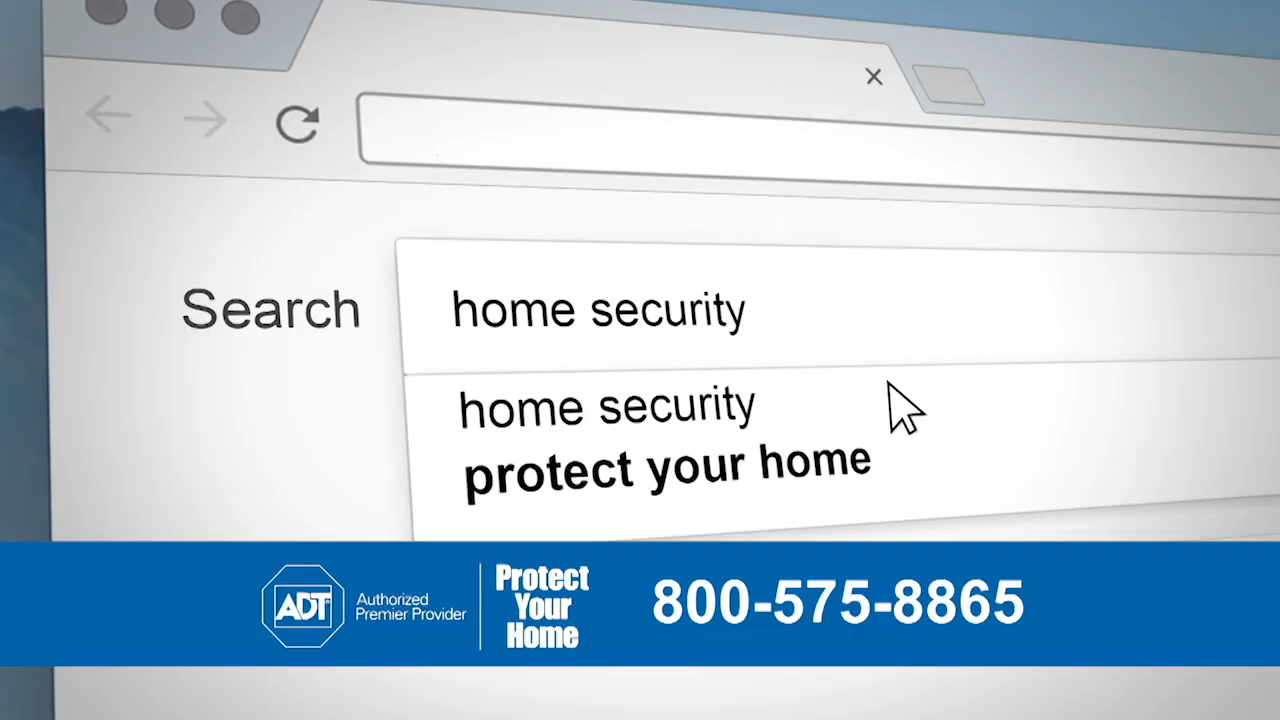 Search
home security
home security
protect your home
ADT
Authorized
Premier Provider
Protect
Your
Home
800-575-8865